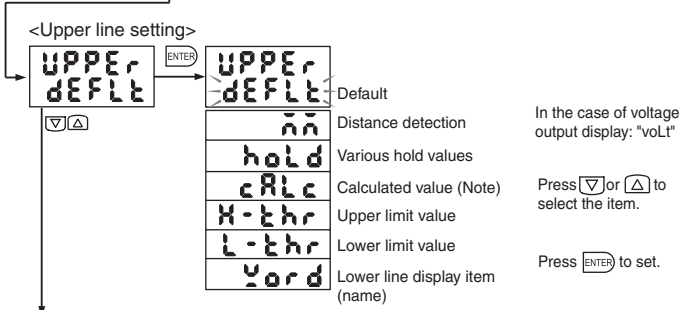 <Upper line setting>
UPPEr
dEFLt
ENTER
UPPEr
dEFLt
Default
Distance detection
hoLd
Various hold values
cALc
Calculated value (Note)
H-thr
Upper limit value
L-thr
Lower limit value
Yord
Lower line display item
(name)
In the case of voltage
output display: "voLt"
Press or to
select the item.
Press ENTER to set.